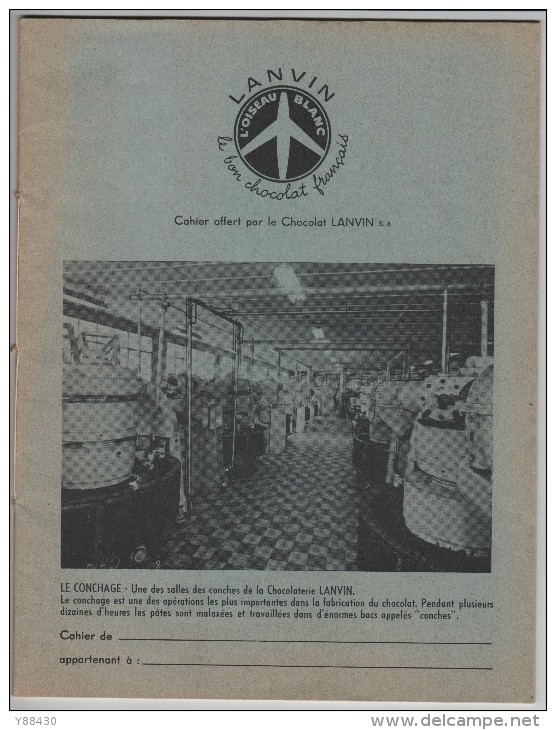 LANVIN
L'OISEAU BLANC
le bon chocolat français
Cahier offert par le Chocolat LANVIN S. A
LE CONCHAGE - Une des salles des conches de la Chocolaterie LANVIN.
Le conchage est une des opérations les plus importantes dans la fabrication du chocolat. Pendant plusieurs
dizaines d'heures les pâtes sont malaxées et travaillées dans d'énormes bacs appelés "conches".
Cahier de
appartenant à :
Y88430
www.delcampe.net